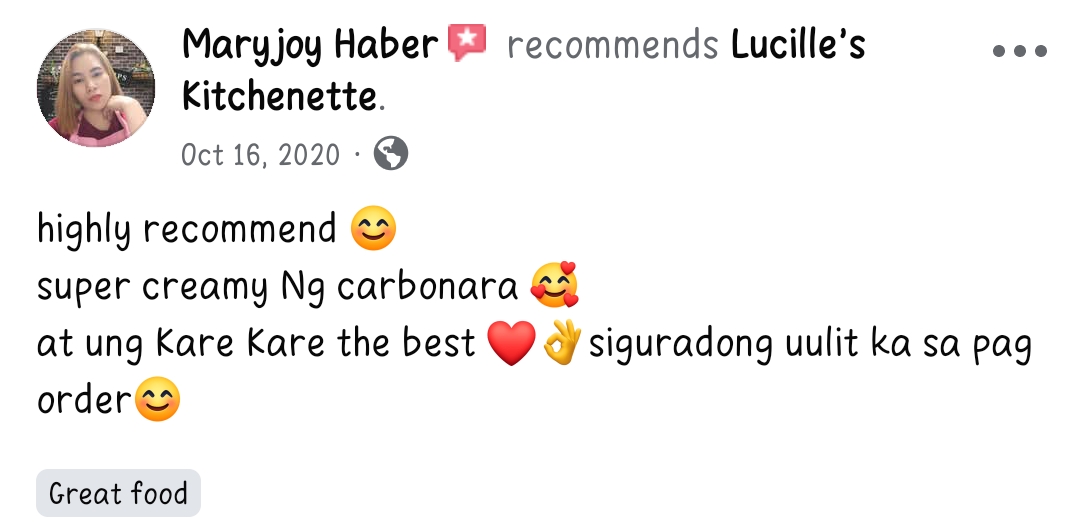 Maryjoy Haber recommends Lucille's
Kitchenette.
Oct 16, 2020 ·
highly recommend 😊
super creamy Ng carbonara 🥰
at ung Kare Kare the best ❤️👌siguradong uulit ka sa pag
order😊
Great food